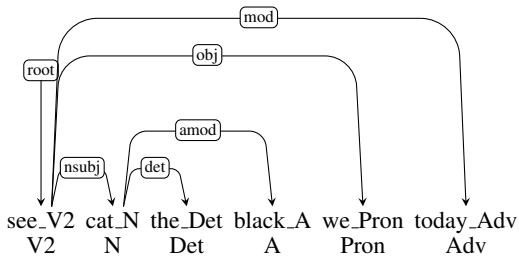 mod
obj
root
amod
nsubj det
see_V2 cat_N the_Det black_A we_Pron today_Adv
V2 N Det A Pron Adv